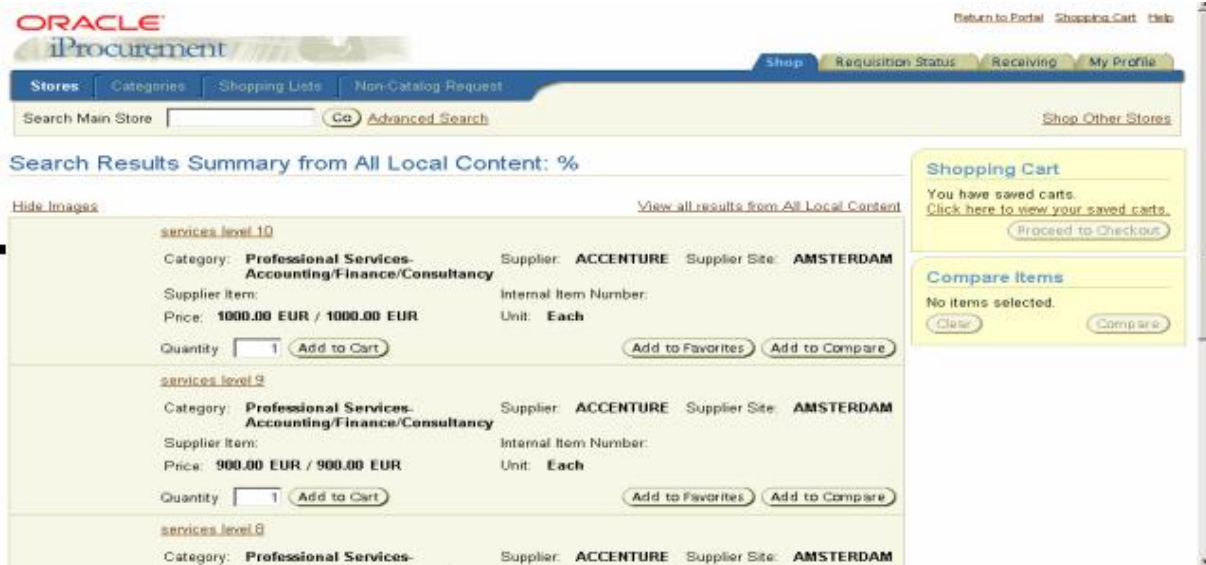 ORACLE
iProcurement
Return to Portal Shopping Cart Help
Shop Requisition Status Receiving My Profile
Stores Categories Shopping Lists Non-Catalog Request
Search Main Store Go Advanced Search Shop Other Stores
Search Results Summary from All Local Content: %
Hide Images View all results from All Local Content
services level 10
Category: Professional Services- Supplier: ACCENTURE Supplier Site: AMSTERDAM
Accounting/Finance/Consultancy
Supplier Item: Internal Item Number:
Price: 1000.00 EUR / 1000.00 EUR Unit: Each
Quantity 1 Add to Cart Add to Favorites Add to Compare
services level 9
Category: Professional Services- Supplier: ACCENTURE Supplier Site: AMSTERDAM
Accounting/Finance/Consultancy
Supplier Item: Internal Item Number:
Price: 900.00 EUR / 900.00 EUR Unit: Each
Quantity 1 Add to Cart Add to Favorites Add to Compare
services level 8
Category: Professional Services- Supplier: ACCENTURE Supplier Site: AMSTERDAM
Shopping Cart
You have saved carts.
Click here to view your saved carts.
Proceed to Checkout
Compare Items
No items selected.
Clear Compare